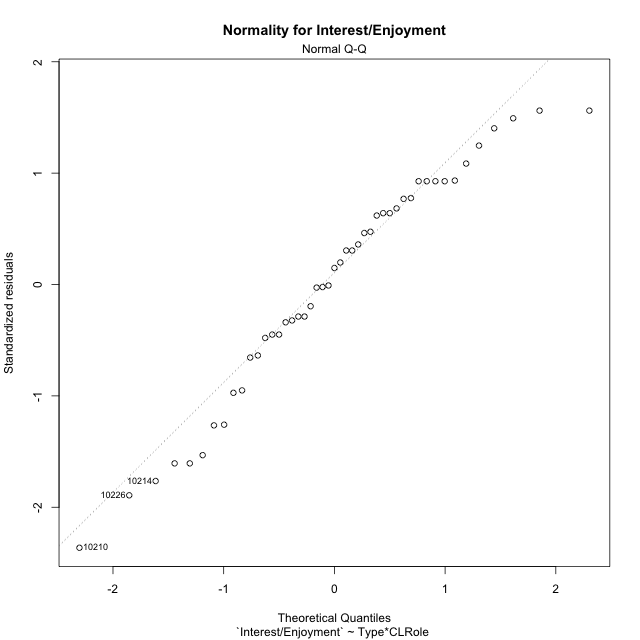 Normality for Interest/Enjoyment
Normal Q-Q
2
1
0
-1
-2
Standardized residuals
10214
10226
10210
-2 -1 0 1 2
Theoretical Quantiles
`Interest/Enjoyment` ~ Type*CLRole